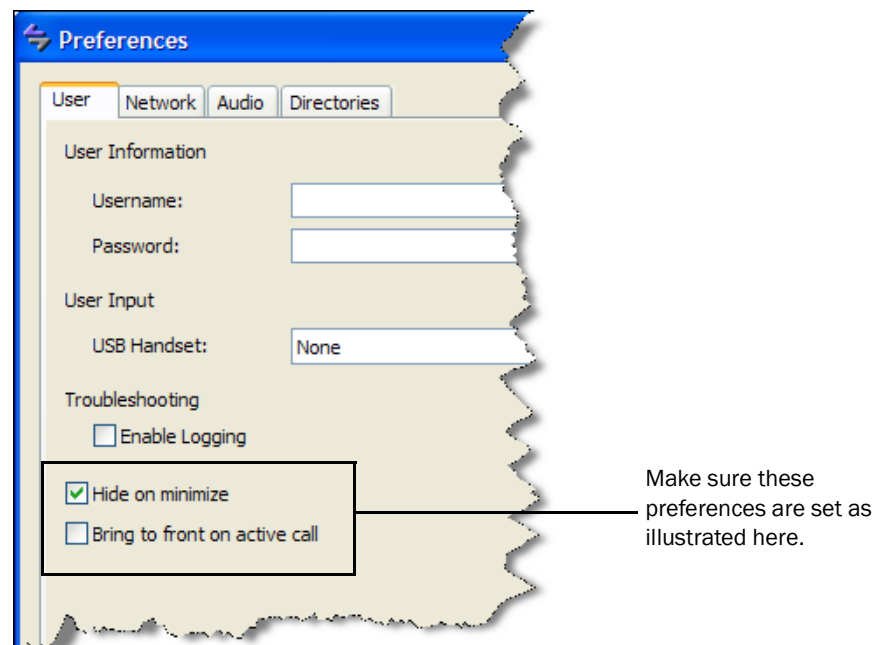 Preferences
User Network Audio Directories
User Information
Username:
Password:
User Input
USB Handset: None
Troubleshooting
Enable Logging
Hide on minimize
Bring to front on active call
Make sure these
preferences are set as
illustrated here.